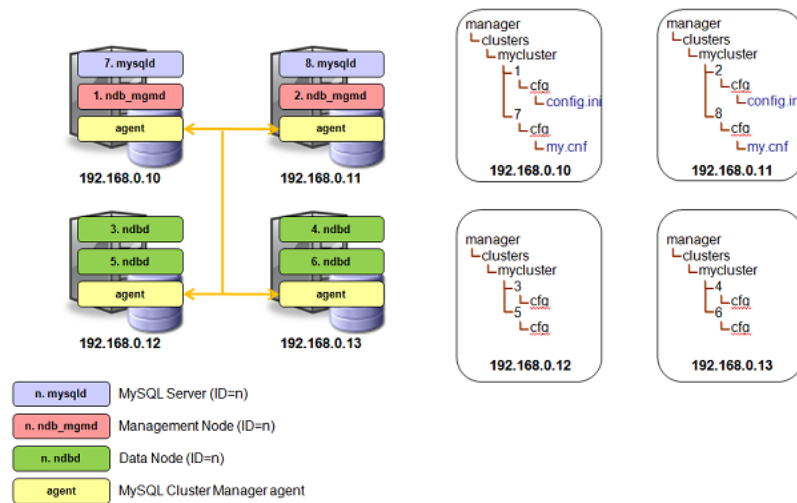 7. mysqld
1. ndb_mgmd
agent
192.168.0.10
8. mysqld
2. ndb_mgmd
agent
192.168.0.11
3. ndbd
5. ndbd
agent
192.168.0.12
4. ndbd
6. ndbd
agent
192.168.0.13
manager
clusters
mycluster
1
cfg
config.ini
7
cfg
my.cnf
192.168.0.10
manager
clusters
mycluster
2
cfg
config.ir
8
cfg
my.cnf
192.168.0.11
manager
clusters
mycluster
3
cfg
5
cfg
192.168.0.12
manager
clusters
mycluster
4
cfg
6
cfg
192.168.0.13
n. mysqld MySQL Server (ID=n)
n. ndb_mgmd Management Node (ID=n)
n. ndbd Data Node (ID=n)
agent MySQL Cluster Manager agent